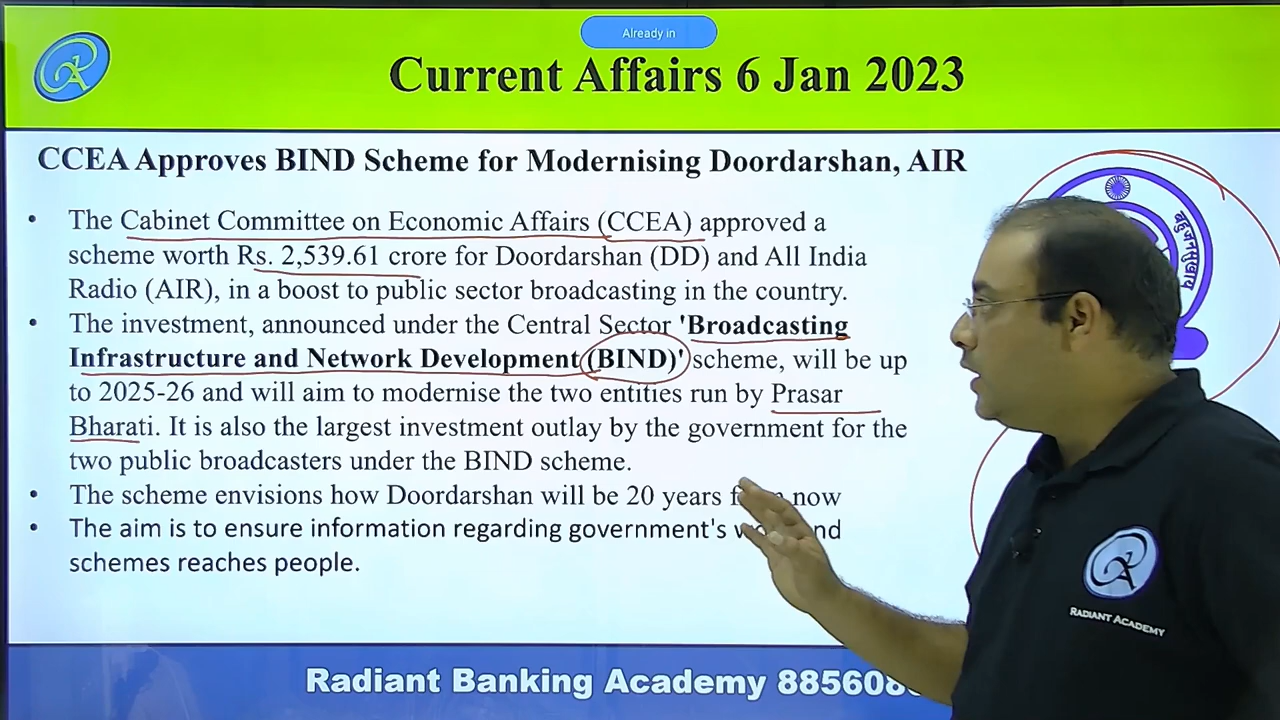 Already in
Current Affairs 6 Jan 2023
CCEA Approves BIND Scheme for Modernising Doordarshan, AIR
• The Cabinet Committee on Economic Affairs (CCEA) approved a
scheme worth Rs. 2,539.61 crore for Doordarshan (DD) and All India
Radio (AIR), in a boost to public sector broadcasting in the country.
• The investment, announced under the Central Sector 'Broadcasting
Infrastructure and Network Development (BIND)' scheme, will be up
to 2025-26 and will aim to modernise the two entities run by Prasar
Bharati. It is also the largest investment outlay by the government for the
two public broadcasters under the BIND scheme.
• The scheme envisions how Doordarshan will be 20 years now
• The aim is to ensure information regarding government's
schemes reaches people.
बहुजनसुखाय
RADIANT ACADEMY
Radiant Banking Academy 88560